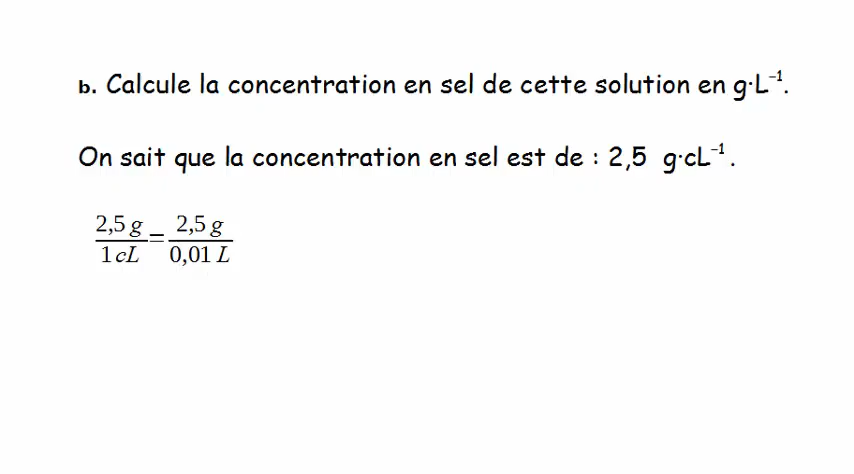 b. Calcule la concentration en sel de cette solution en g·L⁻¹.
On sait que la concentration en sel est de : 2,5 g·cL⁻¹.
2,5 g / 1 cL = 2,5 g / 0,01 L